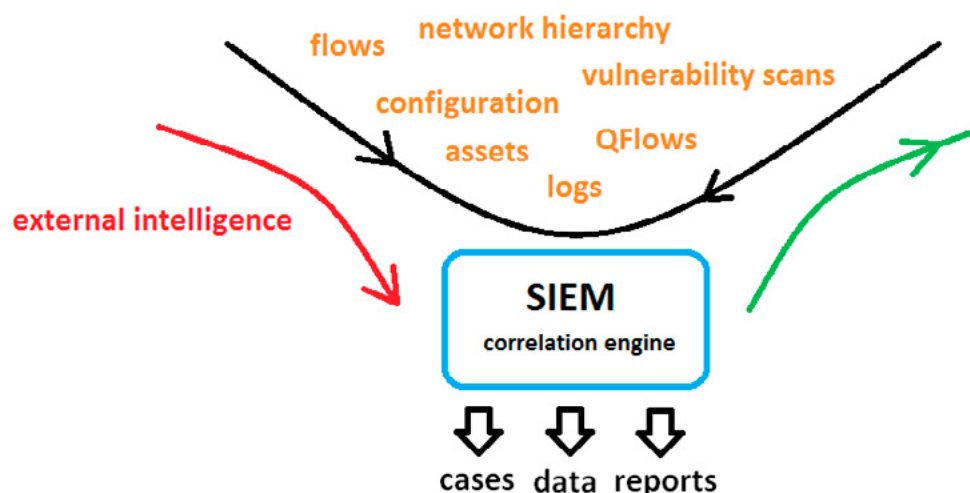 network hierarchy
flows
vulnerability scans
configuration
QFlows
assets
logs
external intelligence
SIEM
correlation engine
cases data reports